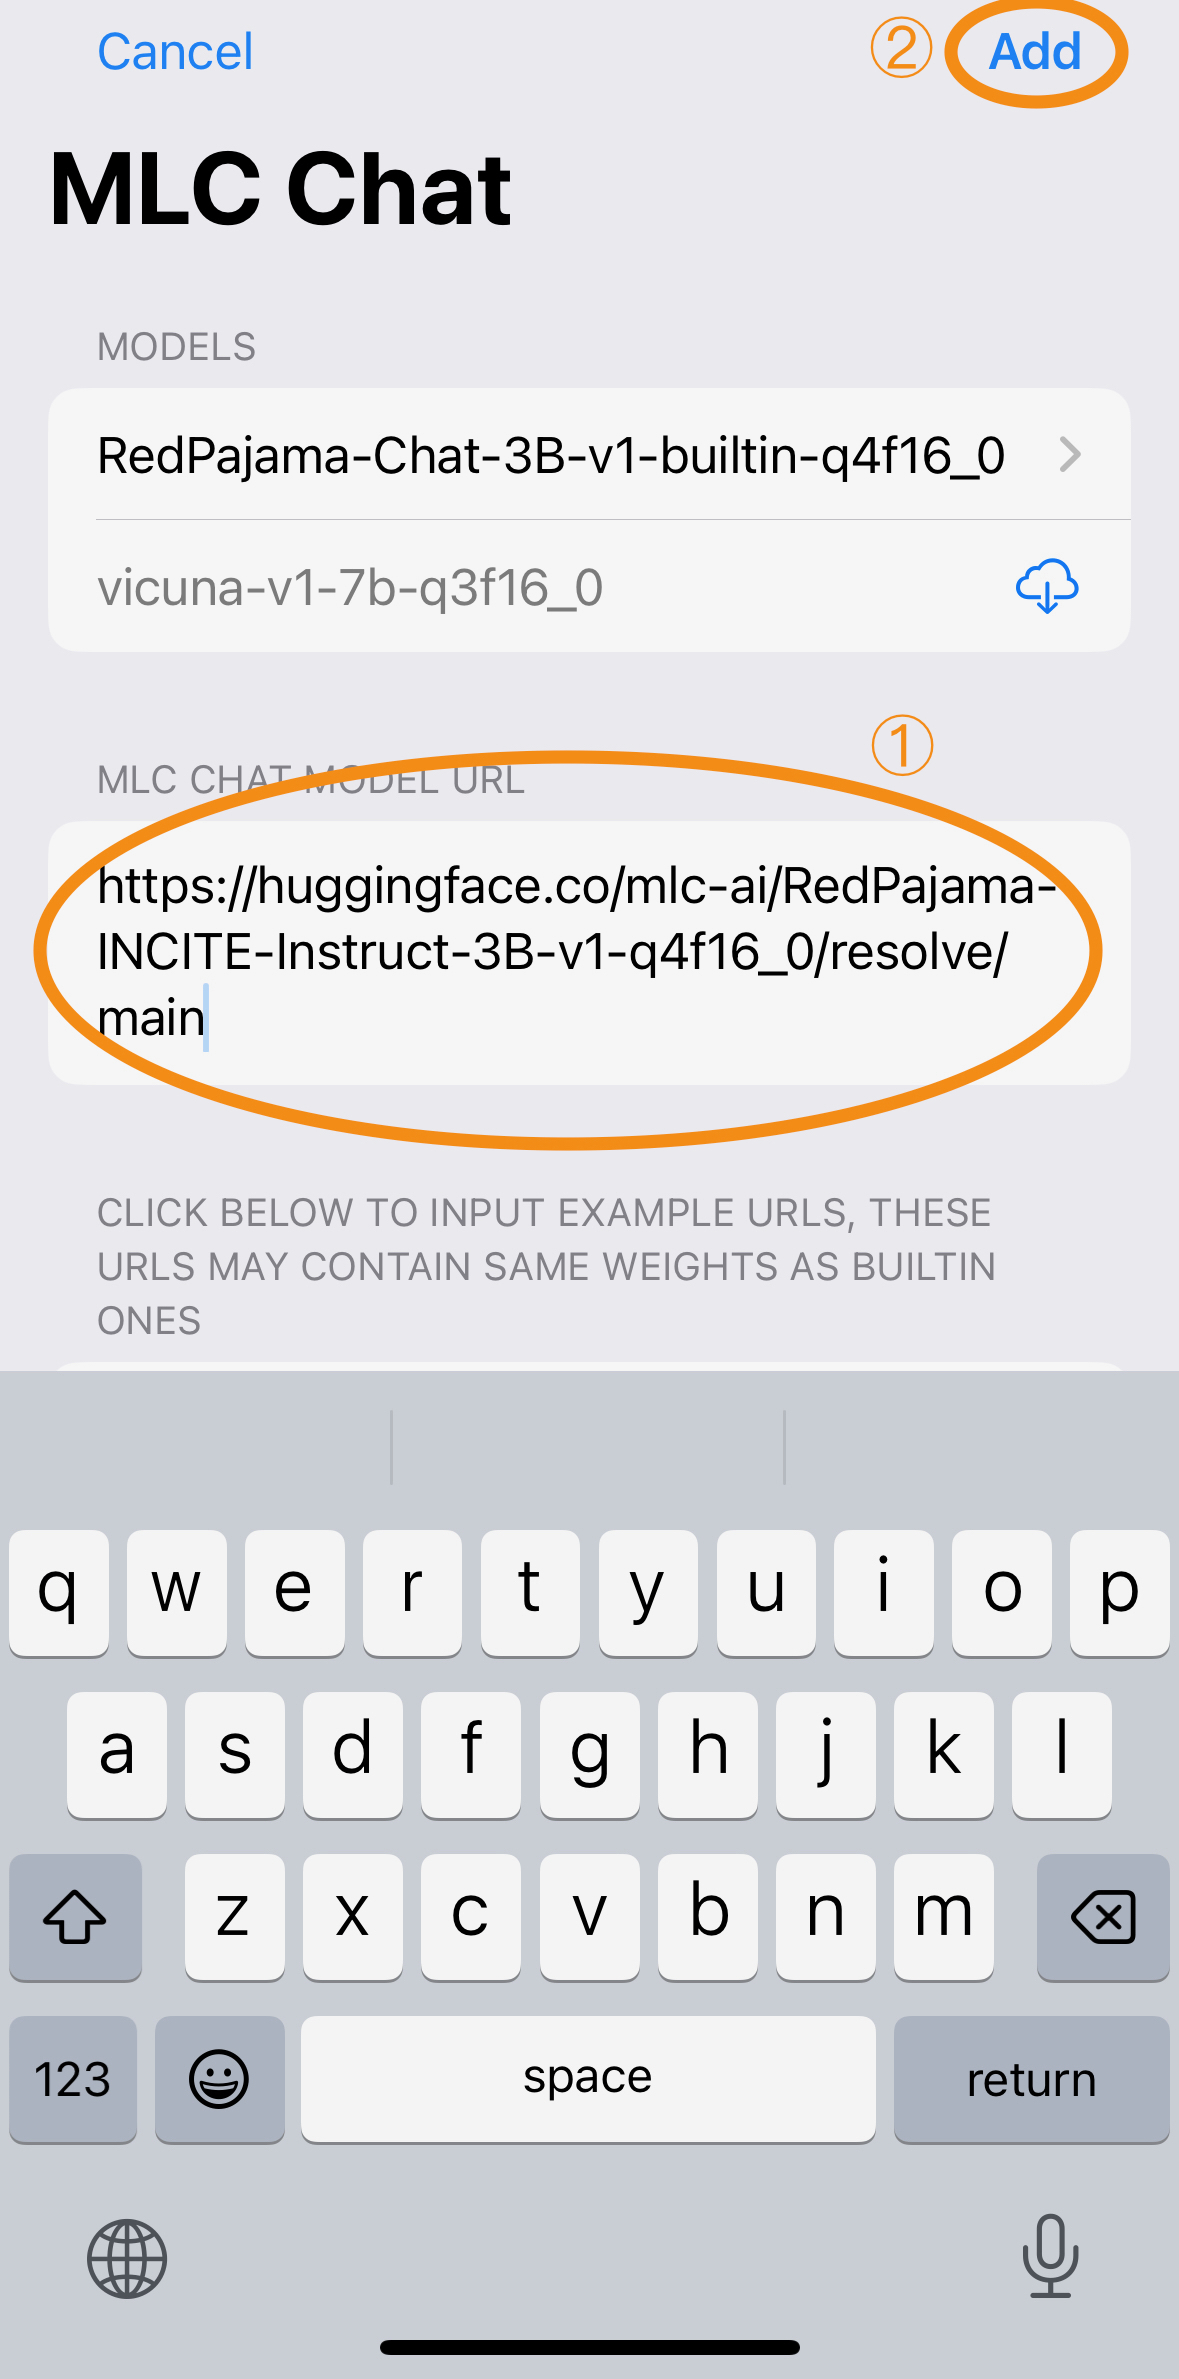 Cancel ② Add
MLC Chat
MODELS
RedPajama-Chat-3B-v1-builtin-q4f16_0
vicuna-v1-7b-q3f16_0
①
MLC CHAT MODEL URL
https://huggingface.co/mlc-ai/RedPajama-
INCITE-Instruct-3B-v1-q4f16_0/resolve/
main
CLICK BELOW TO INPUT EXAMPLE URLS, THESE
URLS MAY CONTAIN SAME WEIGHTS AS BUILTIN
ONES
q w e r t y u i o p
a s d f g h j k l
z x c v b n m
123 space return